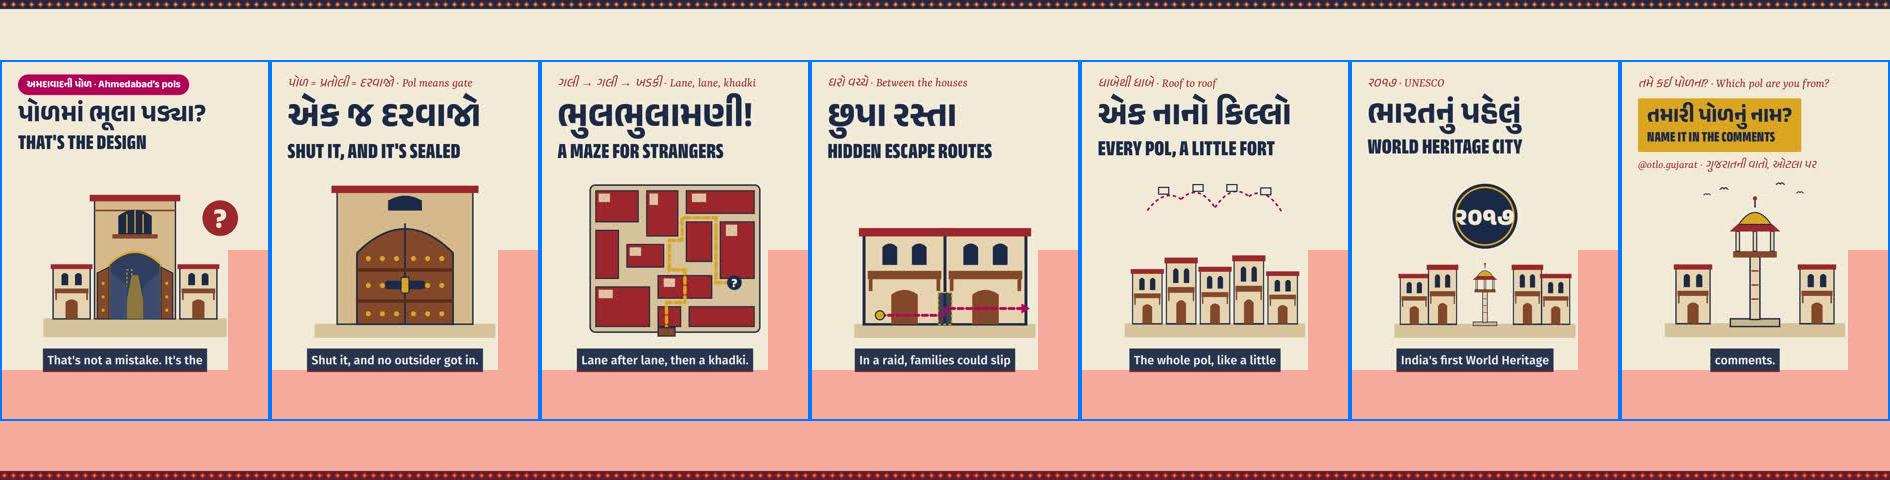 અમદાવાદની પોળ · Ahmedabad's pols
પોળમાં ભૂલા પડ્યા?
THAT'S THE DESIGN
?
That's not a mistake. It's the
પોળ = પ્રતોલી = દરવાજો · Pol means gate
એક જ દરવાજો
SHUT IT, AND IT'S SEALED
Shut it, and no outsider got in.
ગલી → ગલી → ખડકી · Lane, lane, khadki
ભુલભુલામણી!
A MAZE FOR STRANGERS
?
Lane after lane, then a khadki.
ઘરો વચ્ચે · Between the houses
છુપા રસ્તા
HIDDEN ESCAPE ROUTES
In a raid, families could slip
ધાબેથી ધાબે · Roof to roof
એક નાનો કિલ્લો
EVERY POL, A LITTLE FORT
The whole pol, like a little
૨૦૧૭ · UNESCO
ભારતનું પહેલું
WORLD HERITAGE CITY
૨૦૧૭
India's first World Heritage
તમે કઈ પોળના? · Which pol are you from?
તમારી પોળનું નામ?
NAME IT IN THE COMMENTS
@otlo.gujarat · ગુજરાતની વાતો, ઓટલા પર
comments.